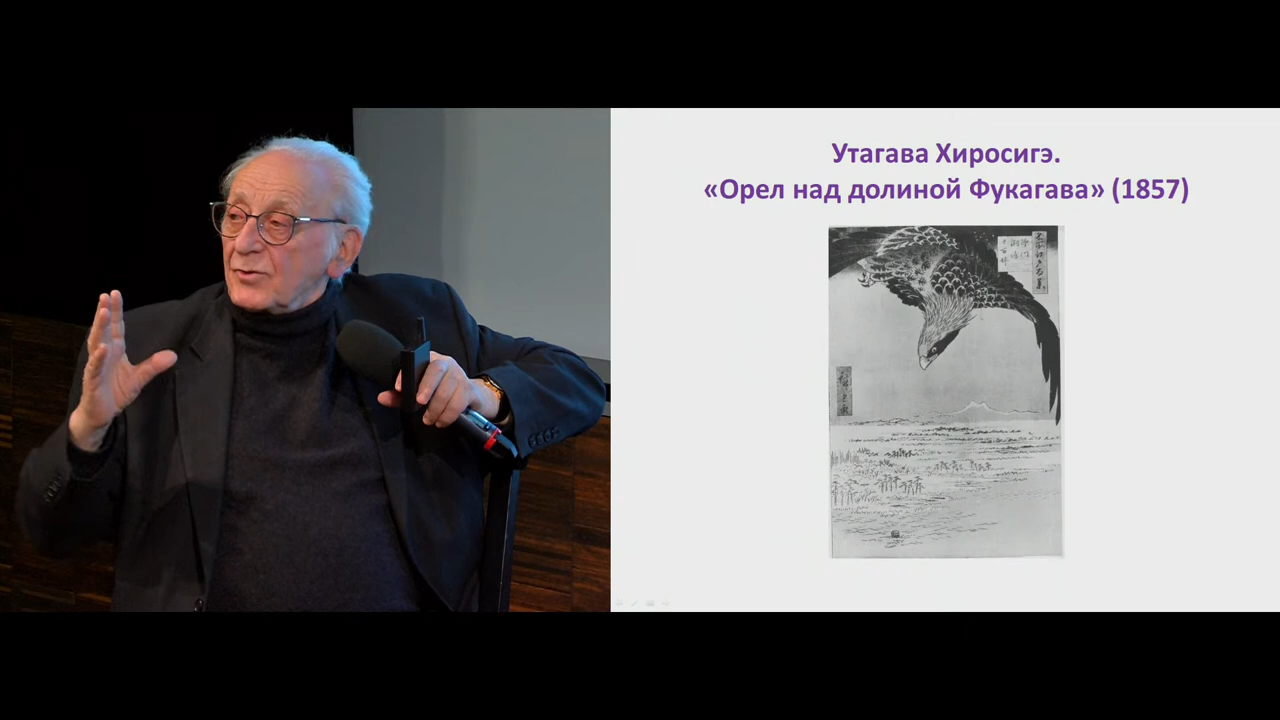 Утагава Хиросигэ.
«Орел над долиной Фукагава» (1857)